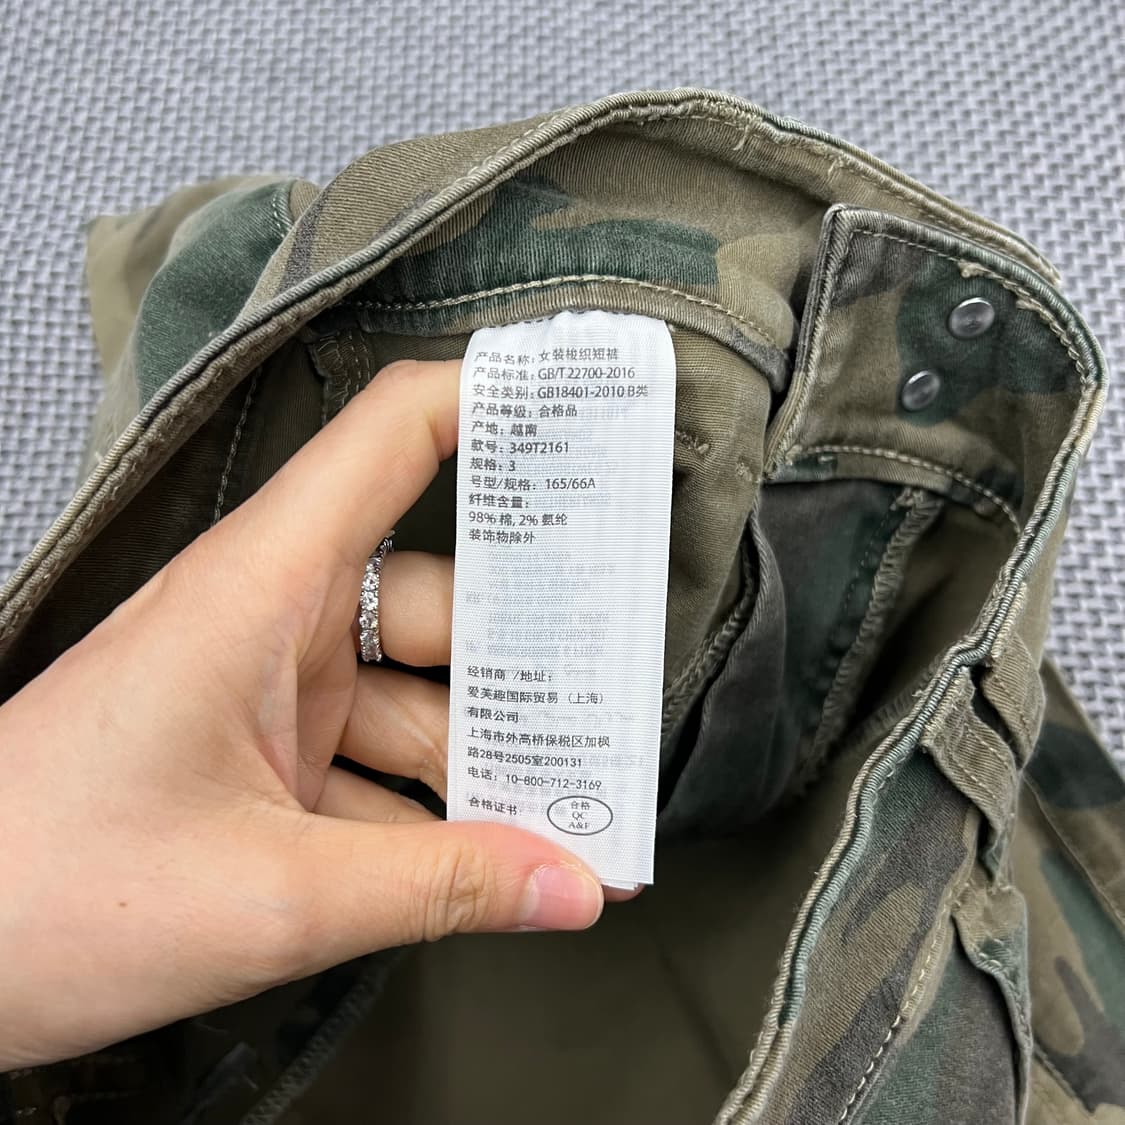 产品名称：女装梭织短裤
产品标准：GB/T 22700-2016
安全类别：GB18401-2010 B类
产品等级：合格品
产地：越南
款号：349T2161
规格：3
号型/规格：165/66A
纤维含量：
98% 棉, 2% 氨纶
装饰物除外
经销商 /地址：
爱芙趣国际贸易（上海）
有限公司
上海市外高桥保税区加枫
路28号2505室200131
电话：10-800-712-3169
合格证书：
合格
QC
A&F